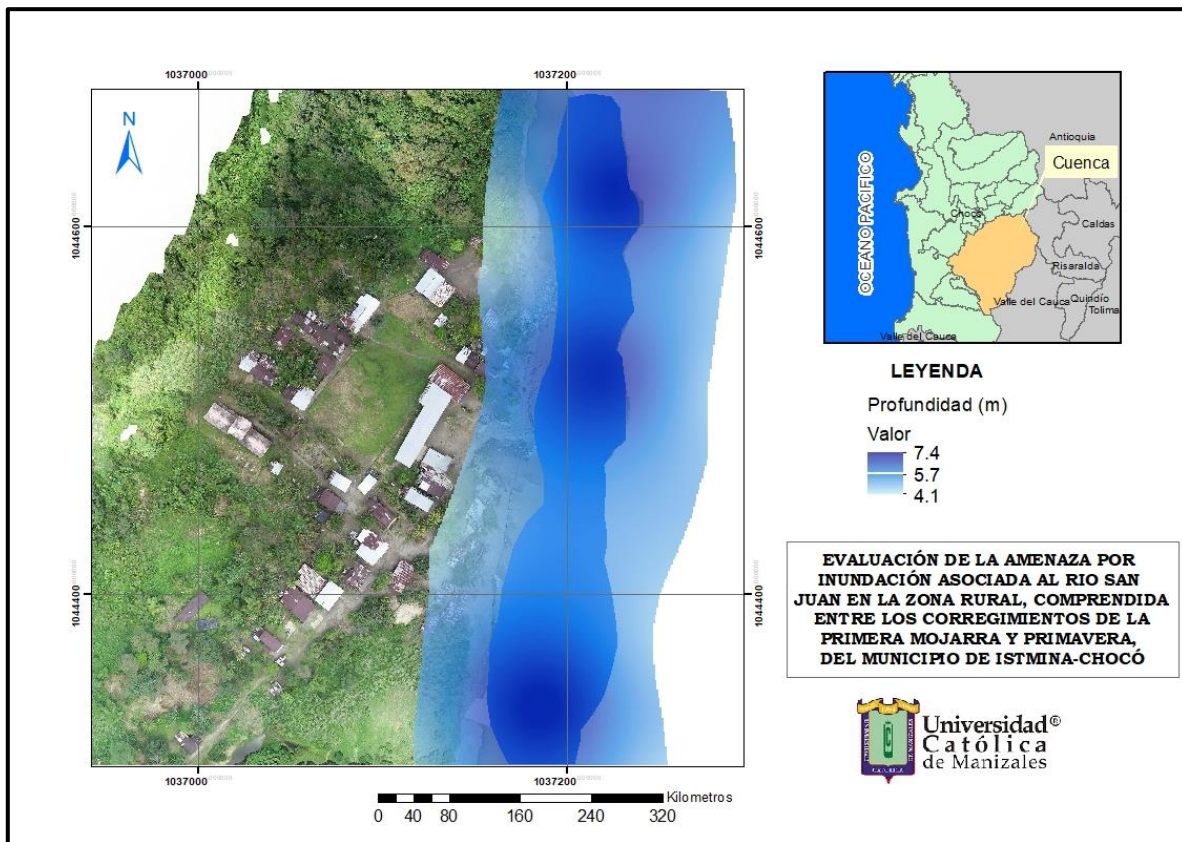 1037000
1037200
N
1044600
1044600
1044400
1044400
1037000
1037200
Kilometros
0 40 80 160 240 320
OCEANO PACIFICO
Antioquia
Cuenca
Chocó
Caldas
Risaralda
Valle del Cauca
Quindío
Tolima
Valle del Cauca
LEYENDA
Profundidad (m)
Valor
7.4
5.7
4.1
EVALUACIÓN DE LA AMENAZA POR
INUNDACIÓN ASOCIADA AL RIO SAN
JUAN EN LA ZONA RURAL, COMPRENDIDA
ENTRE LOS CORREGIMIENTOS DE LA
PRIMERA MOJARRA Y PRIMAVERA,
DEL MUNICIPIO DE ISTMINA-CHOCÓ
Universidad®
Católica
de Manizales